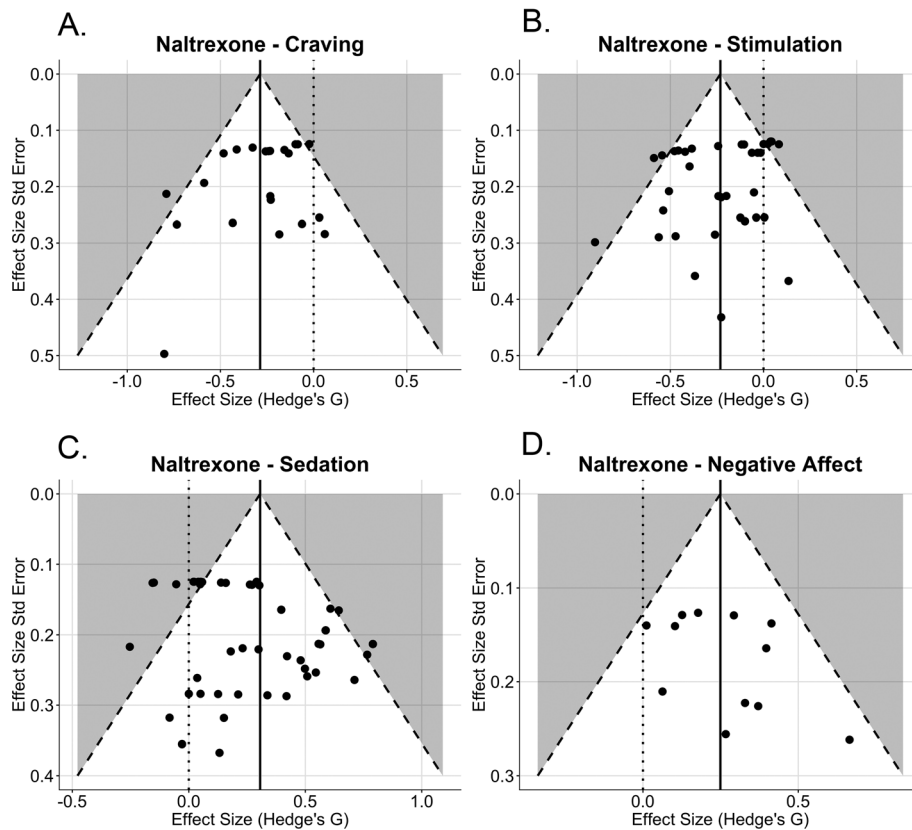 A.
Naltrexone - Craving
0.0
0.1
0.2
0.3
0.4
0.5
Effect Size Std Error
-1.0
-0.5
0.0
0.5
Effect Size (Hedge's G)
B.
Naltrexone - Stimulation
0.0
0.1
0.2
0.3
0.4
0.5
Effect Size Std Error
-1.0
-0.5
0.0
0.5
Effect Size (Hedge's G)
C.
Naltrexone - Sedation
0.0
0.1
0.2
0.3
0.4
Effect Size Std Error
-0.5
0.0
0.5
1.0
Effect Size (Hedge's G)
D.
Naltrexone - Negative Affect
0.0
0.1
0.2
0.3
Effect Size Std Error
0.0
0.5
Effect Size (Hedge's G)